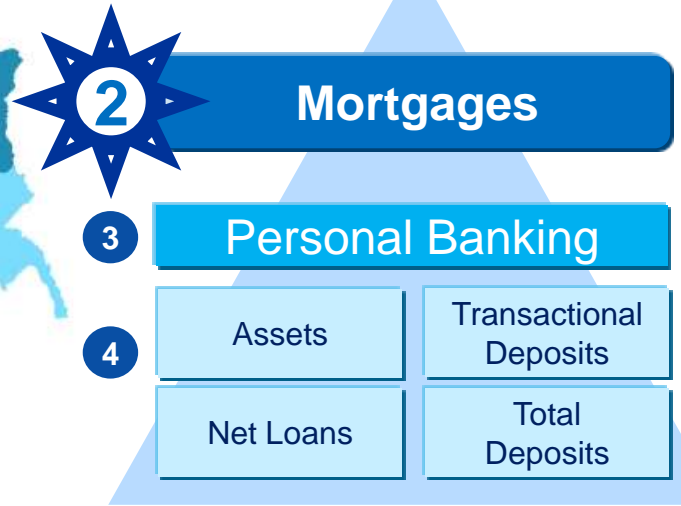 2
Mortgages
3
Personal Banking
4
Assets
Transactional
Deposits
Net Loans
Total
Deposits